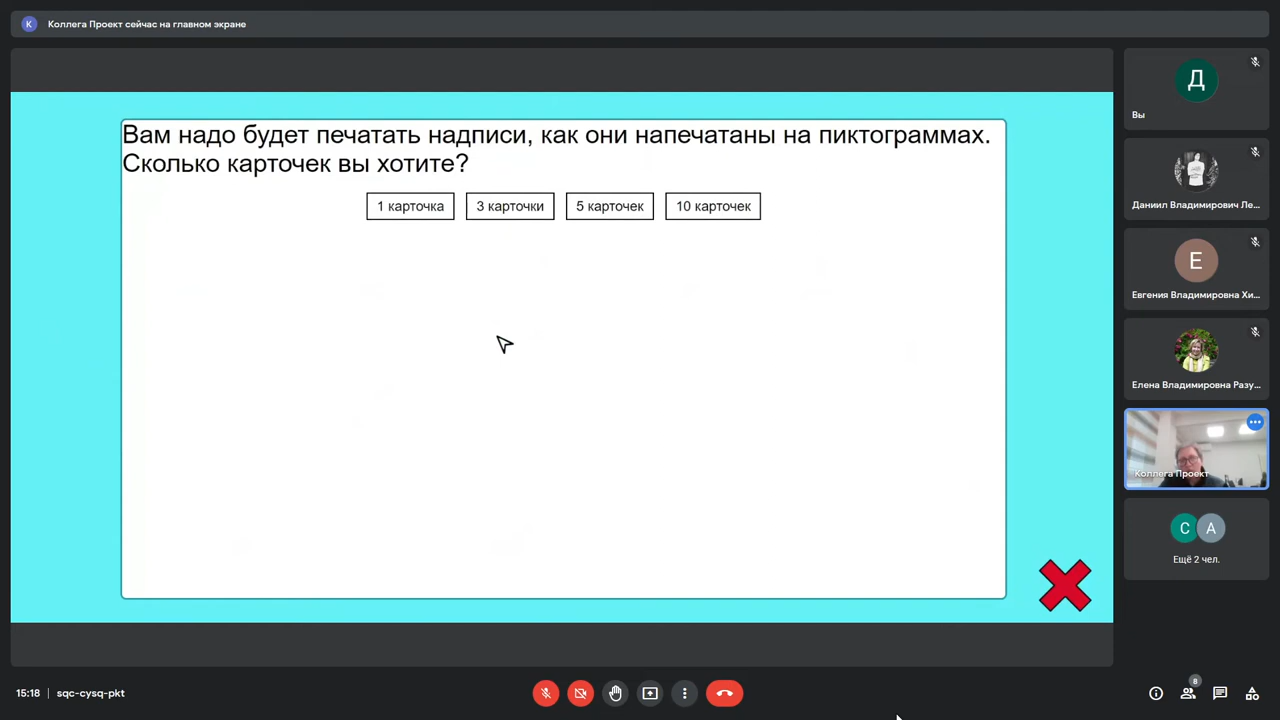 К
Коллега Проект сейчас на главном экране
Вам надо будет печатать надписи, как они напечатаны на пиктограммах.
Сколько карточек вы хотите?
1 карточка
3 карточки
5 карточек
10 карточек
Д
Вы
Даниил Владимирович Ле...
Е
Евгения Владимировна Хи...
Елена Владимировна Разу...
Коллега Проект
С
А
Ещё 2 чел.
15:18
sqc-cysq-pkt
8